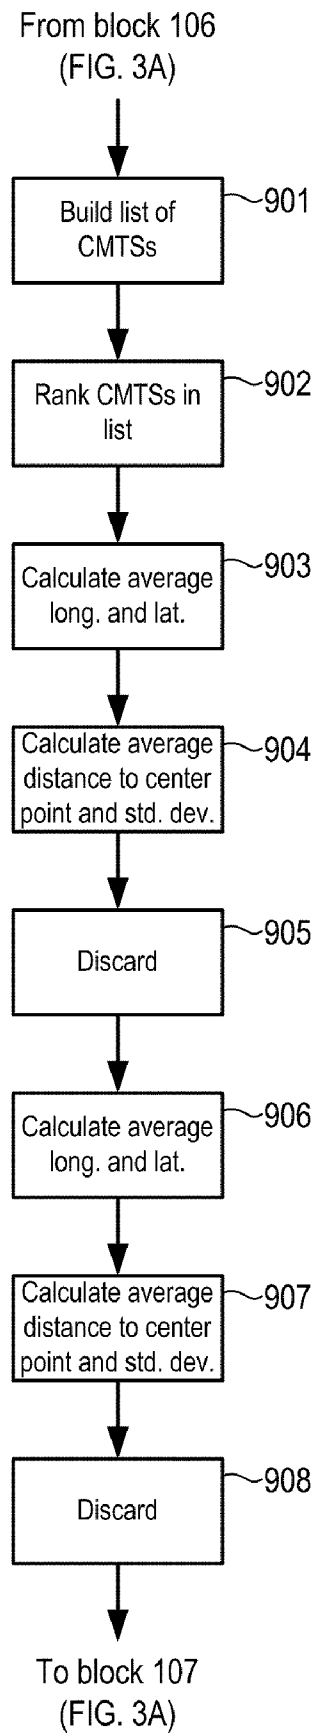 From block 106
(FIG. 3A)
Build list of
CMTSs
901
Rank CMTSs in
list
902
Calculate average
long. and lat.
903
Calculate average
distance to center
point and std. dev.
904
Discard
905
Calculate average
long. and lat.
906
Calculate average
distance to center
point and std. dev.
907
Discard
908
To block 107
(FIG. 3A)